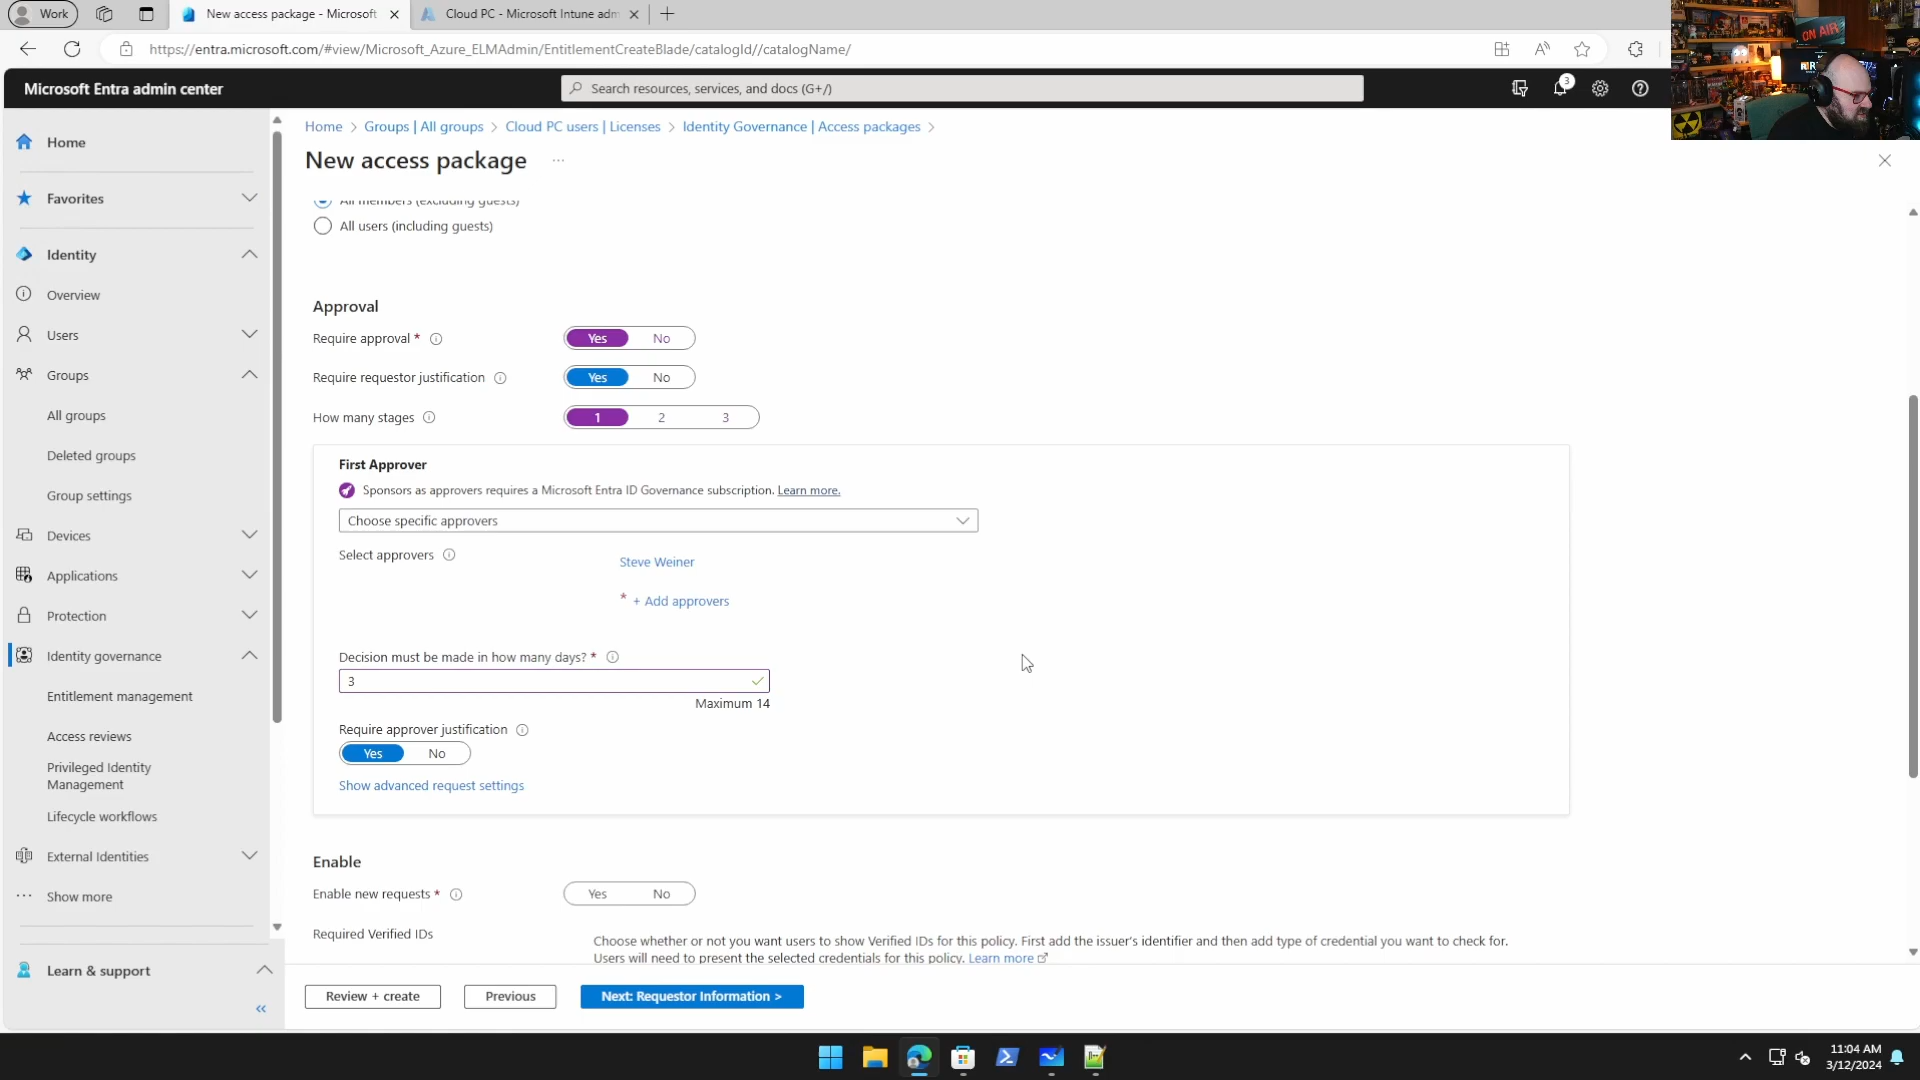 Work
New access package - Microsoft
Cloud PC - Microsoft Intune adm
https://entra.microsoft.com/#view/Microsoft_Azure_ELMAdmin/EntitlementCreateBlade/catalogId//catalogName/
ON AIR
Microsoft Entra admin center
Search resources, services, and docs (G+/)
3
Home
Favorites
Identity
Overview
Users
Groups
All groups
Deleted groups
Group settings
Devices
Applications
Protection
Identity governance
Entitlement management
Access reviews
Privileged Identity
Management
Lifecycle workflows
External Identities
Show more
Learn & support
Home > Groups | All groups > Cloud PC users | Licenses > Identity Governance | Access packages >
New access package ...
All members (excluding guests)
All users (including guests)
Approval
Require approval * Yes No
Require requestor justification Yes No
How many stages 1 2 3
First Approver
Sponsors as approvers requires a Microsoft Entra ID Governance subscription. Learn more.
Choose specific approvers
Select approvers
Steve Weiner
* + Add approvers
Decision must be made in how many days? *
3
Maximum 14
Require approver justification
Yes No
Show advanced request settings
Enable
Enable new requests * Yes No
Required Verified IDs
Choose whether or not you want users to show Verified IDs for this policy. First add the issuer's identifier and then add type of credential you want to check for.
Users will need to present the selected credentials for this policy. Learn more
Review + create
Previous
Next: Requestor Information >
11:04 AM
3/12/2024